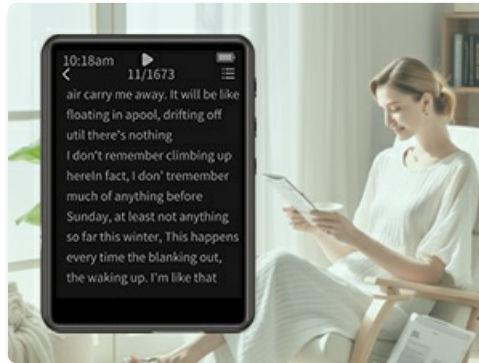 10:18am
11/1673
air carry me away. It will be like
floating in apool, drifting off
util there's nothing
I don't remember climbing up
hereIn fact, I don' tremember
much of anything before
Sunday, at least not anything
so far this winter, This happens
every time the blanking out,
the waking up. I'm like that